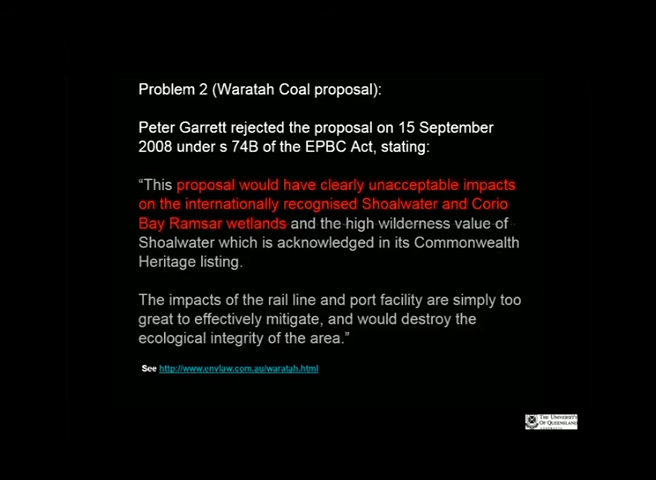 Problem 2 (Waratah Coal proposal):
Peter Garrett rejected the proposal on 15 September
2008 under s 74B of the EPBC Act, stating:
“This proposal would have clearly unacceptable impacts
on the internationally recognised Shoalwater and Corio
Bay Ramsar wetlands and the high wilderness value of
Shoalwater which is acknowledged in its Commonwealth
Heritage listing.
The impacts of the rail line and port facility are simply too
great to effectively mitigate, and would destroy the
ecological integrity of the area.”
See http://www.envlaw.com.au/waratah.html
THE UNIVERSITY
OF QUEENSLAND